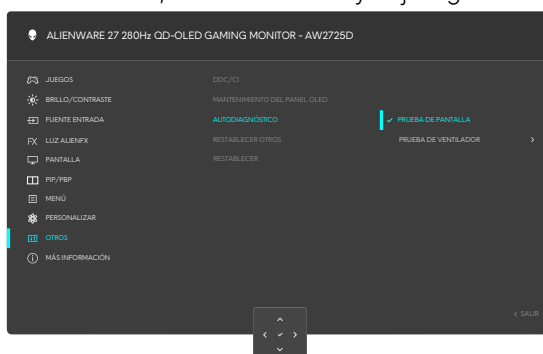 ALIENWARE 27 280Hz QD-OLED GAMING MONITOR - AW2725D
JUEGOS
BRILLO/CONTRASTE
FUENTE ENTRADA
FX LUZ ALIENFX
PANTALLA
PIP/PBP
MENÚ
PERSONALIZAR
OTROS
MÁS INFORMACIÓN
DDC/CI
MANTENIMIENTO DEL PANEL OLED
AUTODIAGNÓSTICO
RESTABLECER OTROS
RESTABLECER
PRUEBA DE PANTALLA
PRUEBA DE VENTILADOR
SALIR